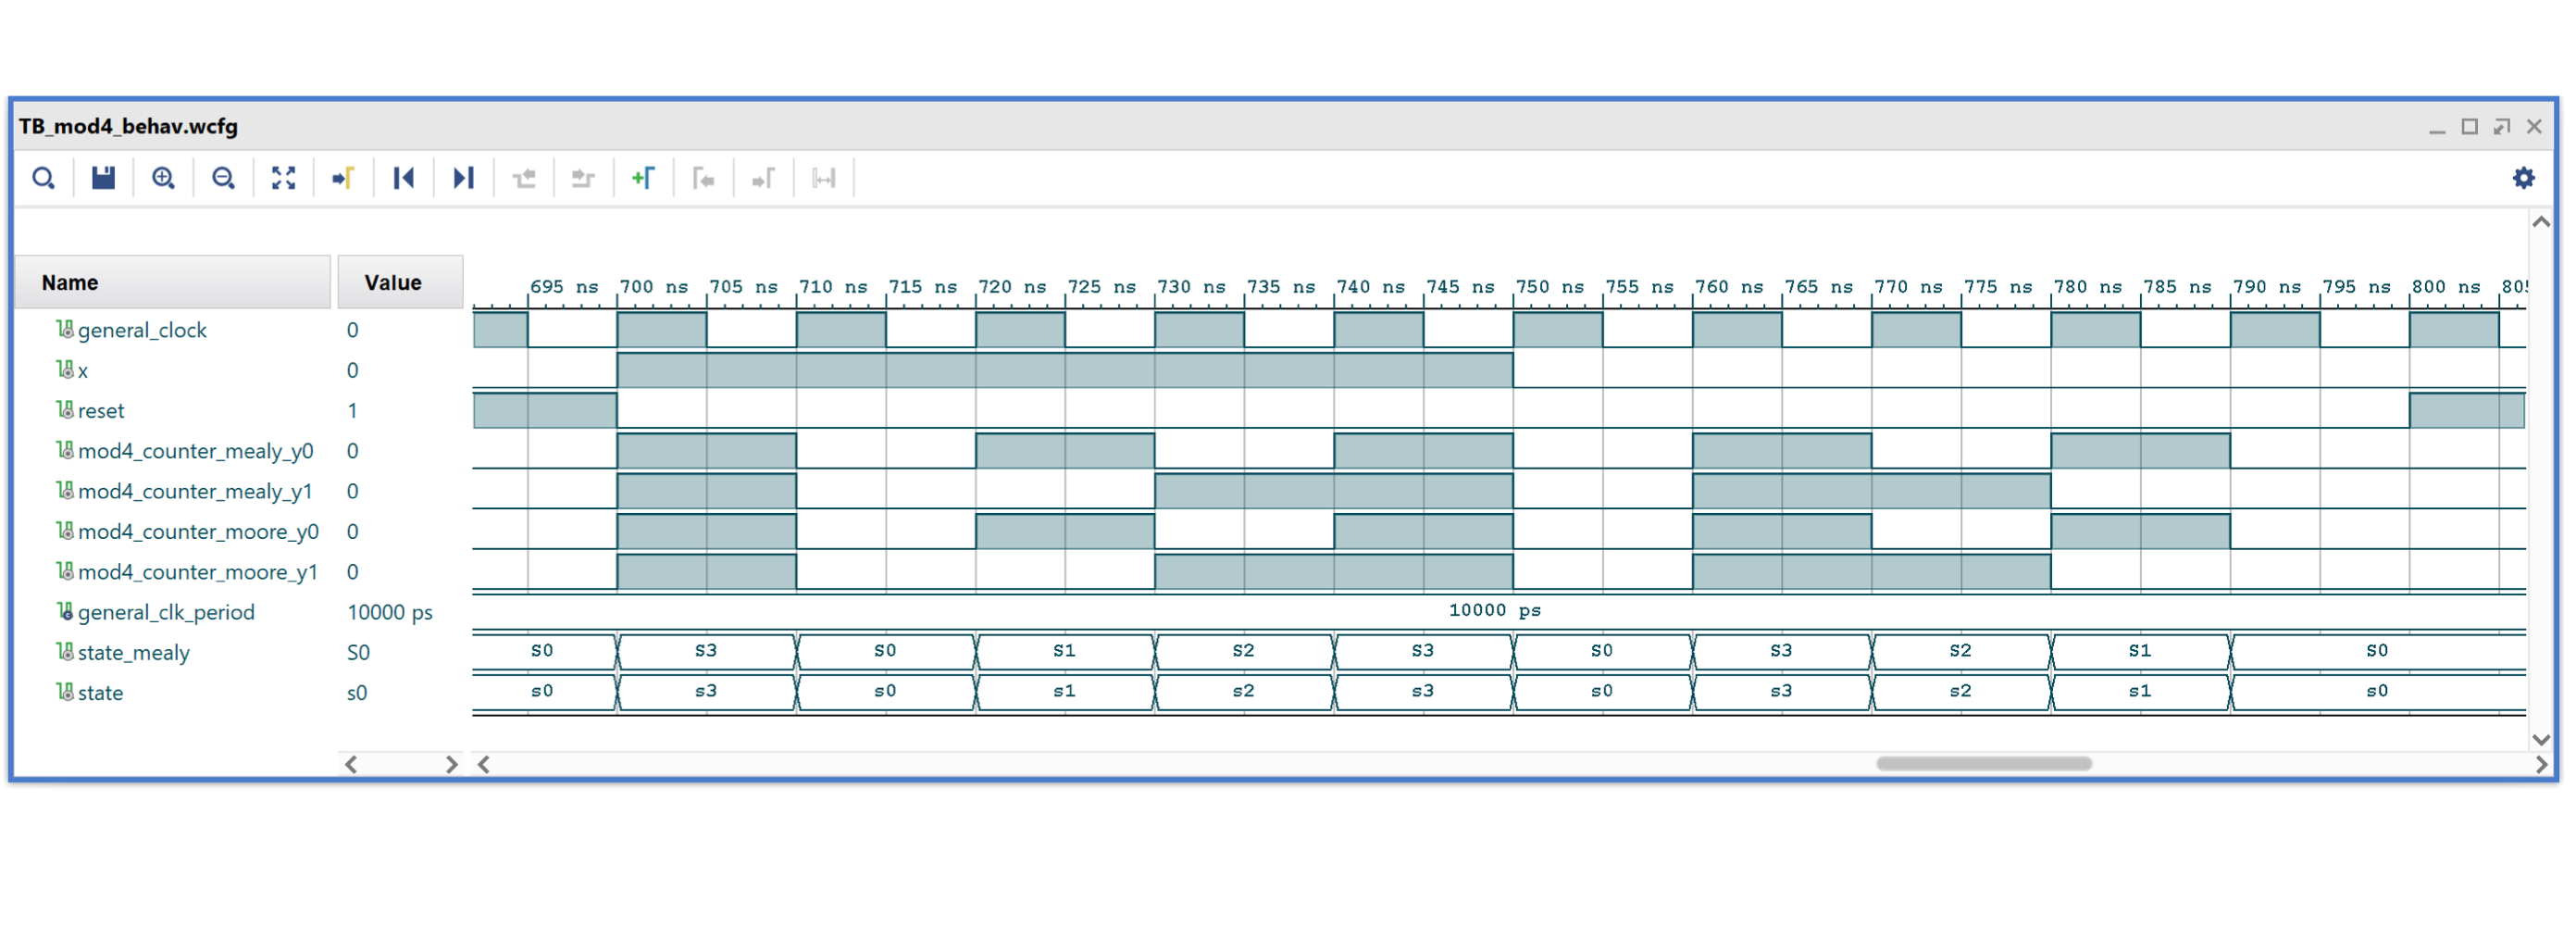 TB_mod4_behav.wcfg
Name Value
695 ns 700 ns 705 ns 710 ns 715 ns 720 ns 725 ns 730 ns 735 ns 740 ns 745 ns 750 ns 755 ns 760 ns 765 ns 770 ns 775 ns 780 ns 785 ns 790 ns 795 ns 800 ns 805
general_clock 0
x 0
reset 1
mod4_counter_mealy_y0 0
mod4_counter_mealy_y1 0
mod4_counter_moore_y0 0
mod4_counter_moore_y1 0
general_clk_period 10000 ps 10000 ps
state_mealy S0 S0 S3 S0 S1 S2 S3 S0 S3 S2 S1 S0
state s0 s0 s3 s0 s1 s2 s3 s0 s3 s2 s1 s0